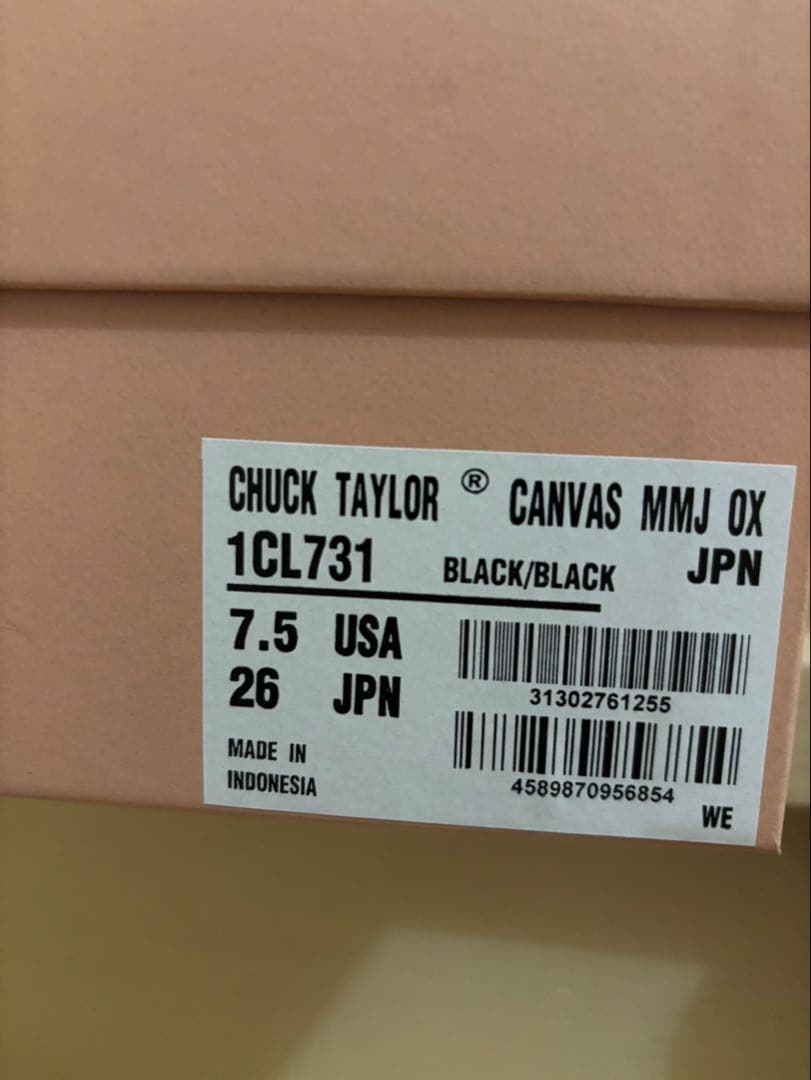 CHUCK TAYLOR ® CANVAS MMJ OX
1CL731 BLACK/BLACK JPN
7.5 USA
26 JPN
31302761255
MADE IN
INDONESIA
4589870956854
WE